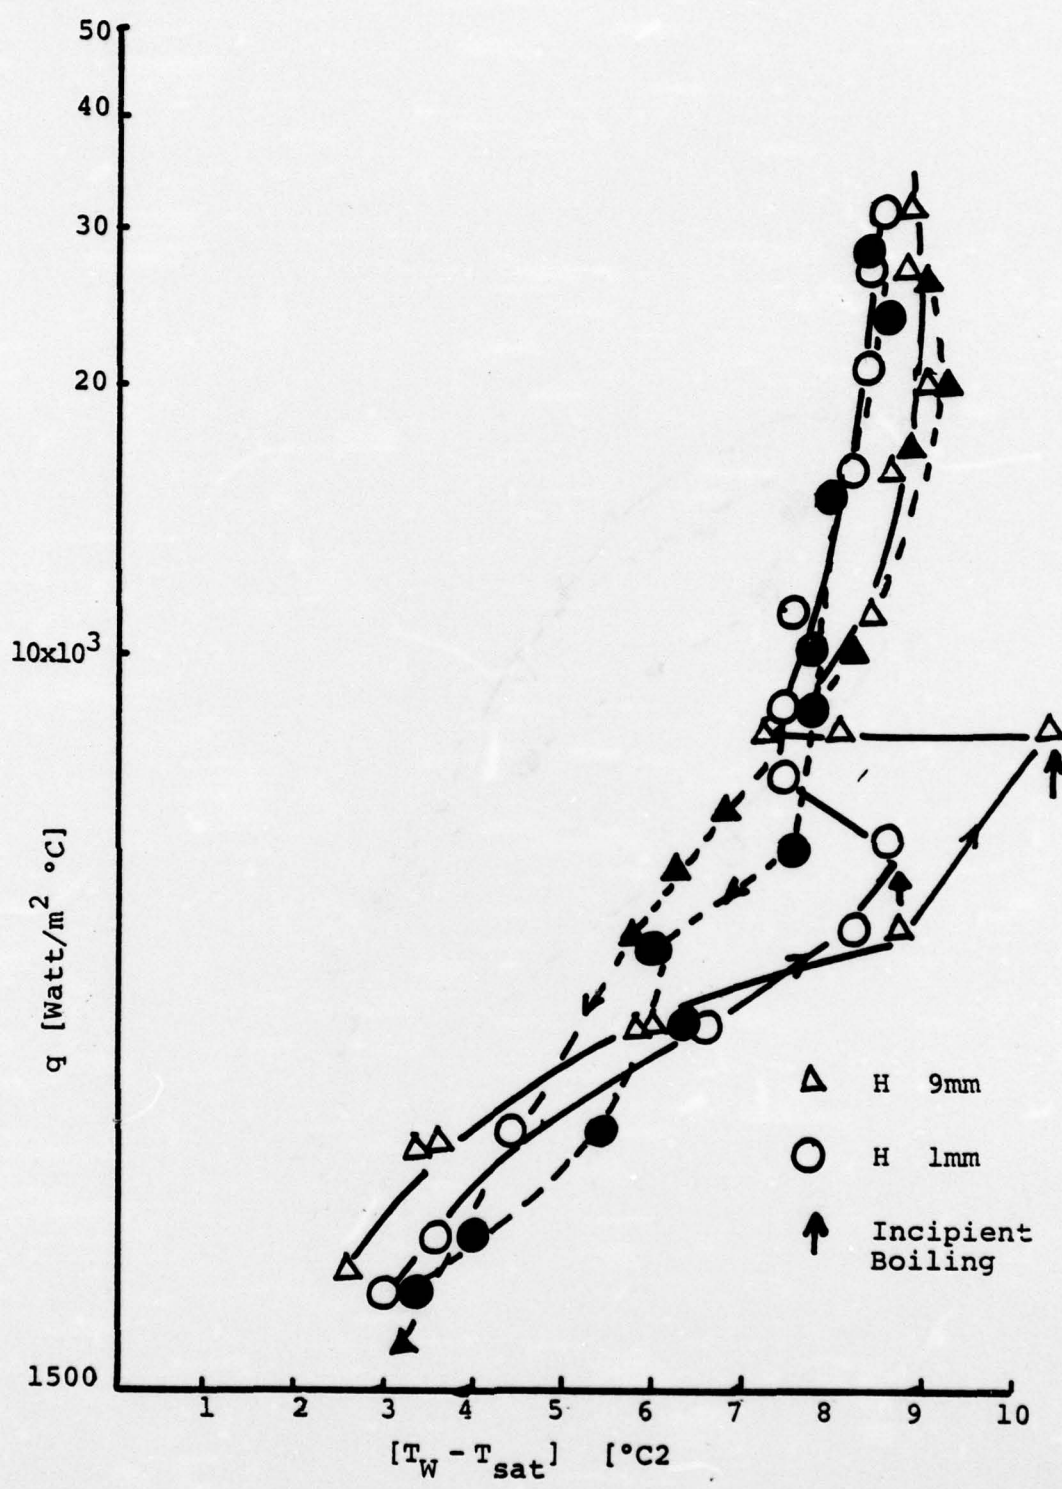 50
40
30
20
10x10³
1500
q [Watt/m² °C]
1 2 3 4 5 6 7 8 9 10
[T_W - T_sat] [°C2
H 9mm
H 1mm
Incipient
Boiling